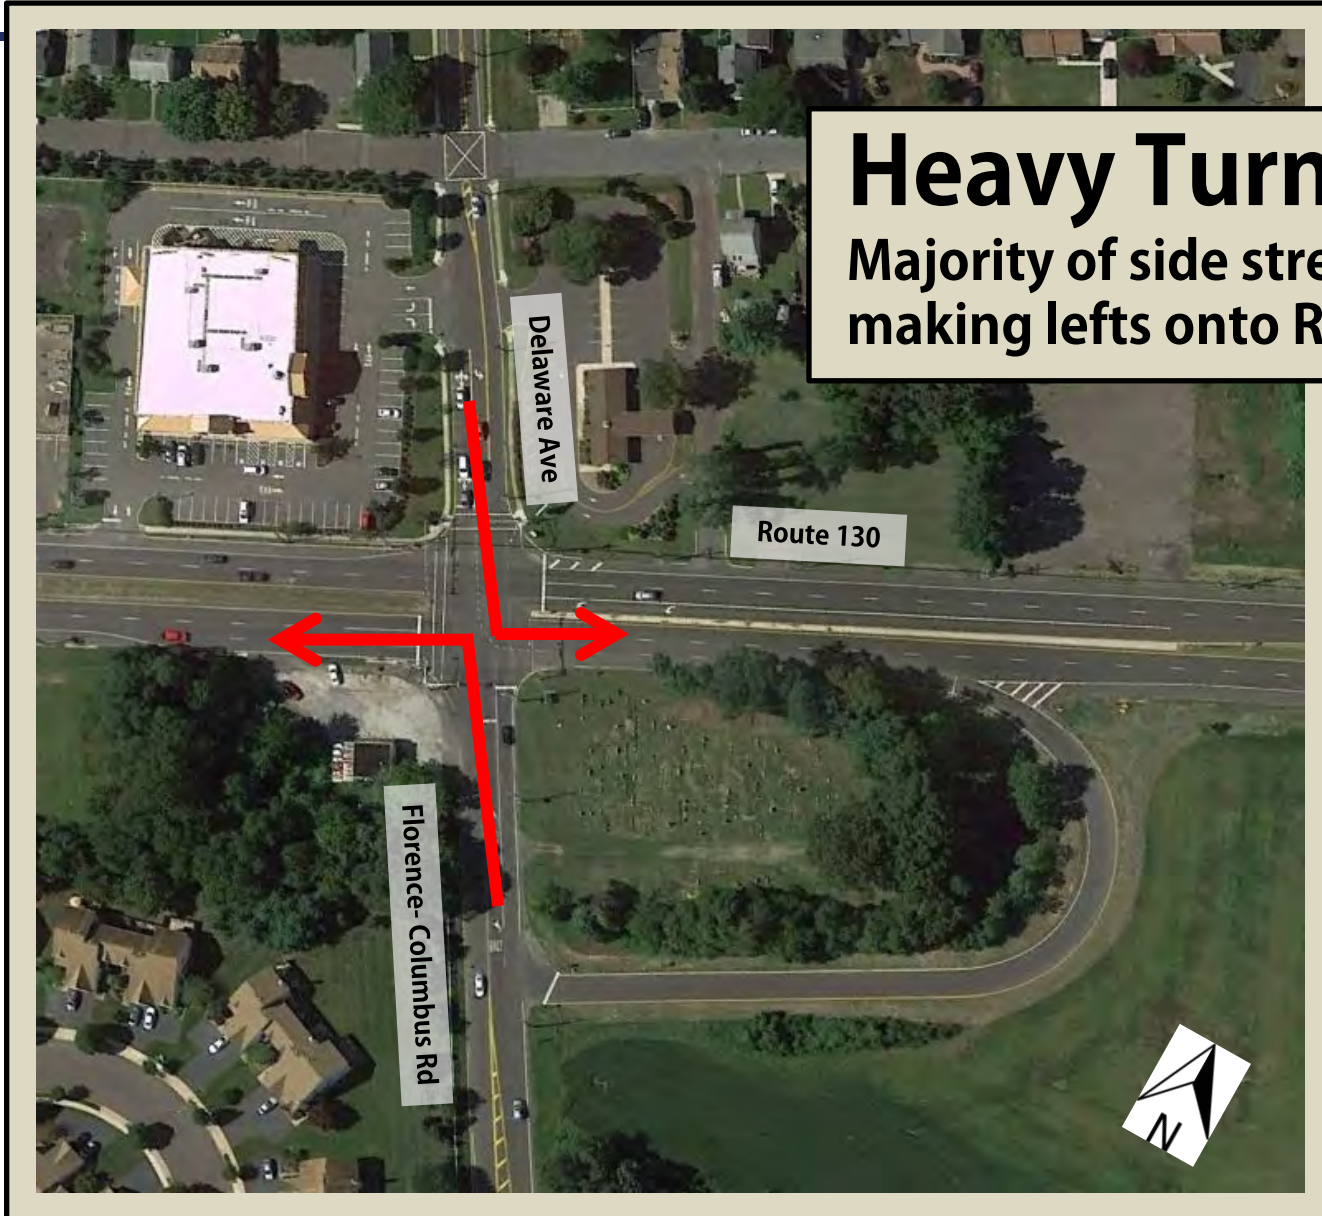 Heavy Turn
Majority of side stre
making lefts onto R
Delaware Ave
Route 130
Florence- Columbus Rd
N